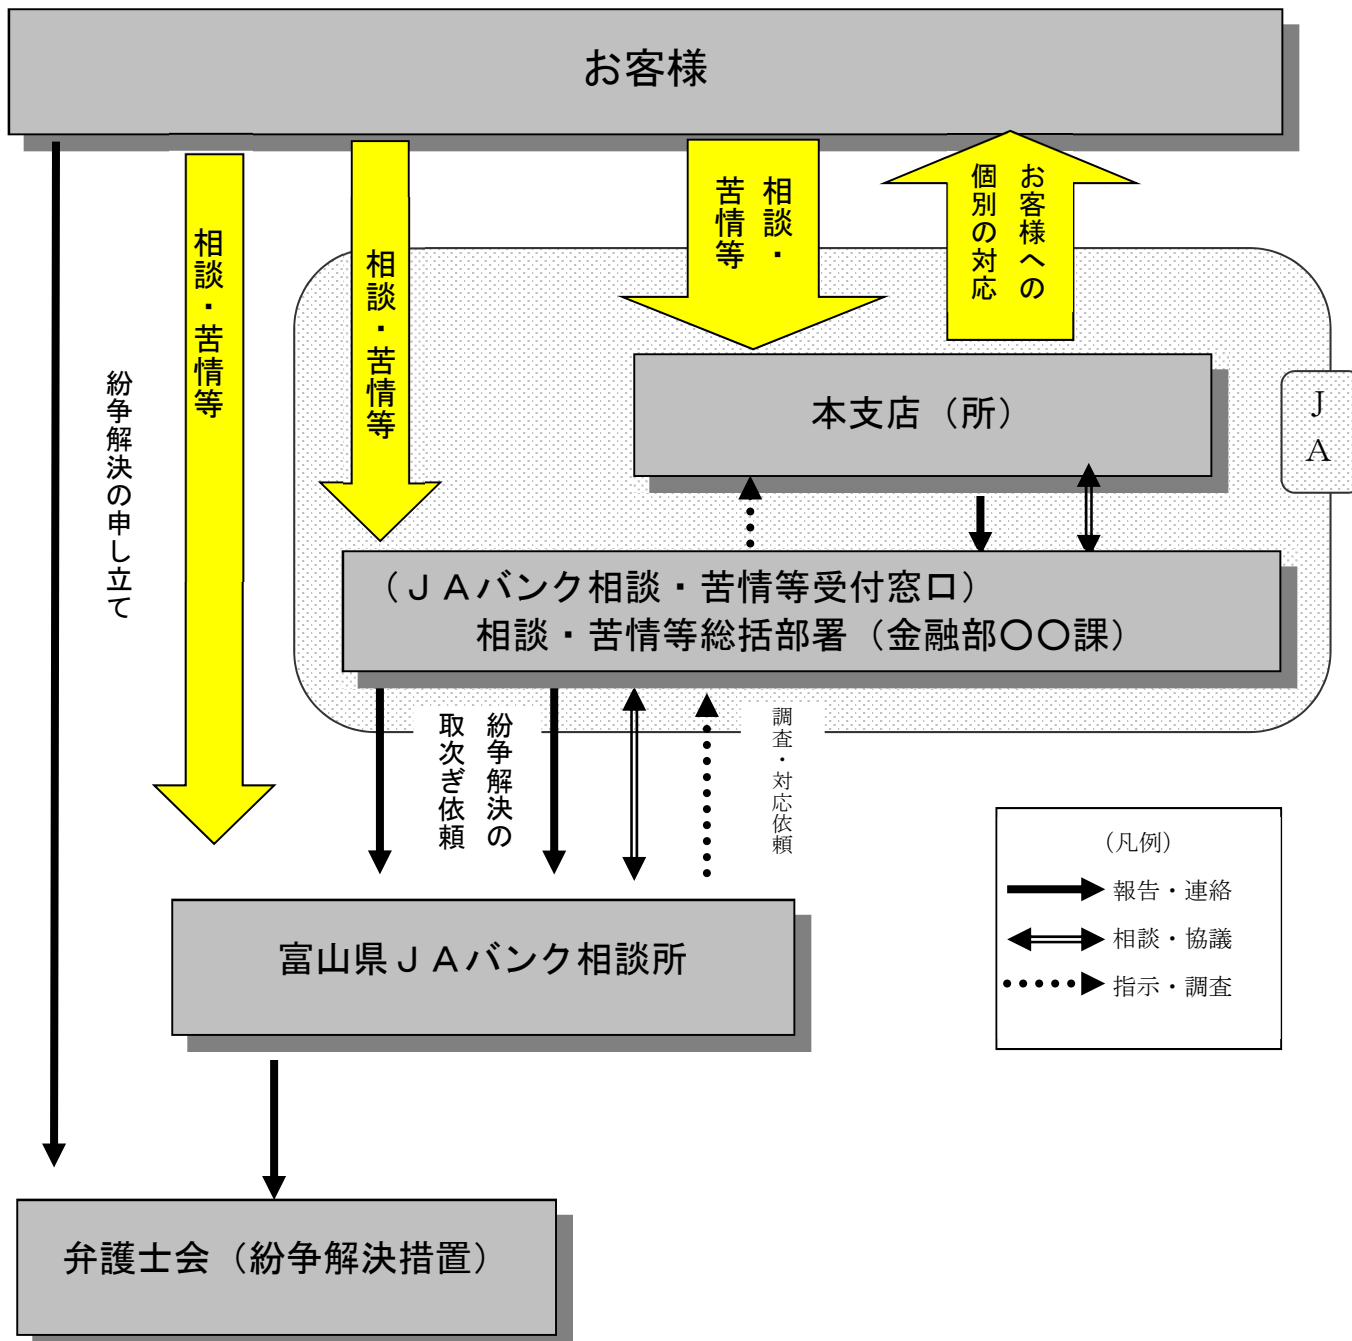 お客様
紛争解決の申し立て
相談・苦情等
相談・苦情等
相談・
苦情等
お客様への
個別の対応
ＪＡ
本支店（所）
（ＪＡバンク相談・苦情等受付窓口）
相談・苦情等総括部署（金融部〇〇課）
紛争解決の
取次ぎ依頼
調査・対応依頼
富山県ＪＡバンク相談所
（凡例）
報告・連絡
相談・協議
指示・調査
弁護士会（紛争解決措置）